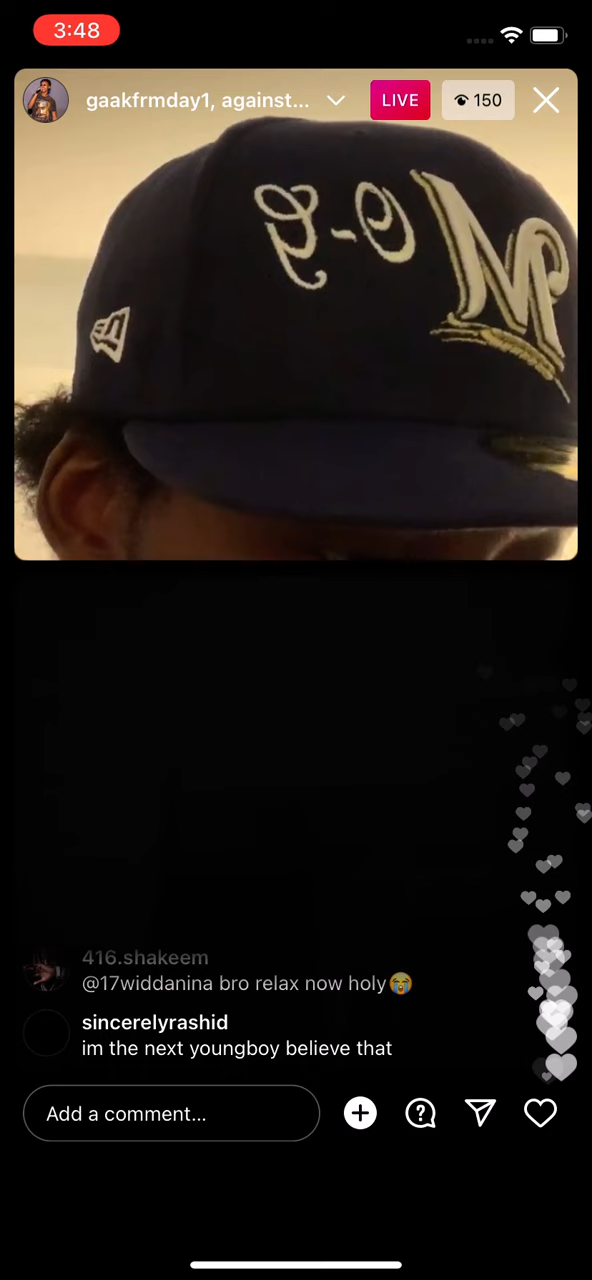 3:48
gaakfrmday1, against...
LIVE
150
M
416.shakeem
@17widdanina bro relax now holy😭
sincerelyrashid
im the next youngboy believe that
Add a comment...